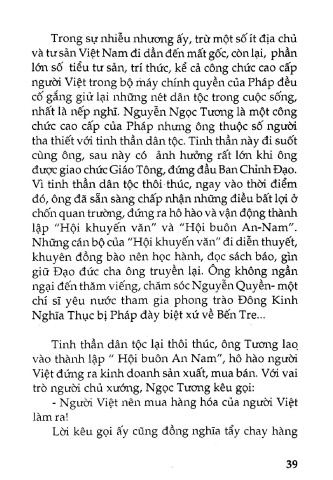 Trong sự nhiễu nhương ấy, trừ một số ít địa chủ
và tư sản Việt Nam đi dần đến mất gốc, còn lại, phần
lớn số tiểu tư sản, trí thức, kể cả công chức cao cấp
người Việt trong bộ máy chính quyền của Pháp đều
cố gắng giử lại những nét dân tộc trong cuộc sống,
nhất là nếp nghĩ. Nguyễn Ngọc Tương là một công
chức cao cấp của Pháp nhưng ông thuộc số người
tha thiết với tinh thần dân tộc. Tinh thần này đi suốt
cùng ông, sau này có ảnh hưởng rất lớn khi ông
được giao chức Giáo Tông, đứng đầu Ban Chỉnh Đạo.
Vì tinh thần dân tộc thôi thúc, ngay vào thời điểm
đó, ông đã sẵn sàng chấp nhận những điều bất lợi ở
chốn quan trường, đứng ra hô hào và vận động thành
lập “Hội khuyến văn” và “Hội buôn An-Nam”.
Những cán bộ của “Hội khuyến văn” đi diễn thuyết,
khuyên đồng bào nên học hành, đọc sách báo, gìn
giữ Đạo đức cha ông truyền lại. Ông không ngần
ngại đến thăm viếng, chăm sóc Nguyễn Quyền- một
chí sĩ yêu nước tham gia phong trào Đông Kinh
Nghĩa Thục bị Pháp đày biệt xứ về Bến Tre...
Tinh thần dân tộc lại thôi thúc, ông Tương lao
vào thành lập “ Hội buôn An Nam”, hô hào người
Việt đứng ra kinh doanh sản xuất, mua bán. Với vai
trò người chủ xướng, Ngọc Tương kêu gọi:
- Người Việt nên mua hàng hóa của người Việt
làm ra!
Lời kêu gọi ấy cũng đồng nghĩa tẩy chay hàng
39